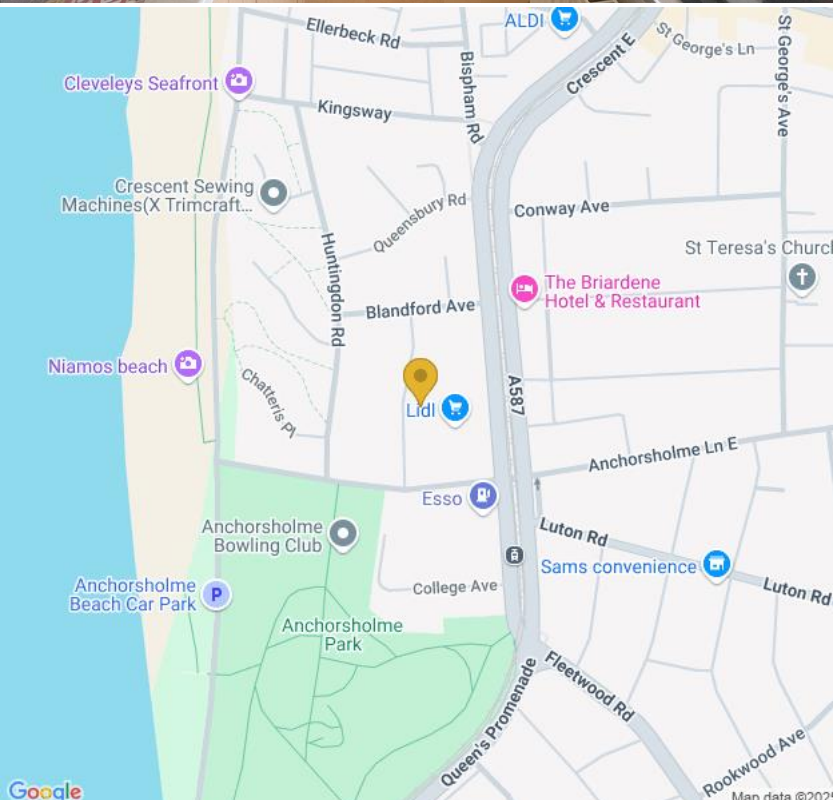 Ellerbeck Rd
ALDI
St George's Ln
St George's Ave
Cleveleys Seafront
Crescent E
Bispham Rd
Kingsway
Crescent Sewing
Machines(X Trimcraft...
Queensbury Rd
Conway Ave
Huntingdon Rd
St Teresa's Church
The Briardene
Hotel & Restaurant
Blandford Ave
Niamos beach
Chatteris Pl
A587
Lidl
Anchorsholme Ln E
Esso
Anchorsholme
Bowling Club
Luton Rd
Sams convenience
Anchorsholme
Beach Car Park
P
College Ave
Luton Rd
Anchorsholme
Park
Fleetwood Rd
Queen's Promenade
Rookwood Ave
Google
Map data ©2025